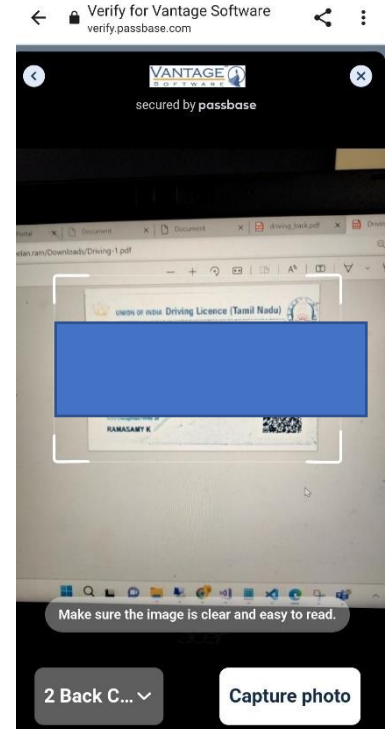 Verify for Vantage Software
verify.passbase.com
VANTAGE
SOFTWARE
secured by passbase
Document
Document
driving_back.pdf
elan.ram/Downloads/Driving-1.pdf
UNION OF INDIA Driving Licence (Tamil Nadu)
RAMASAMY K
Make sure the image is clear and easy to read.
2 Back C...
Capture photo